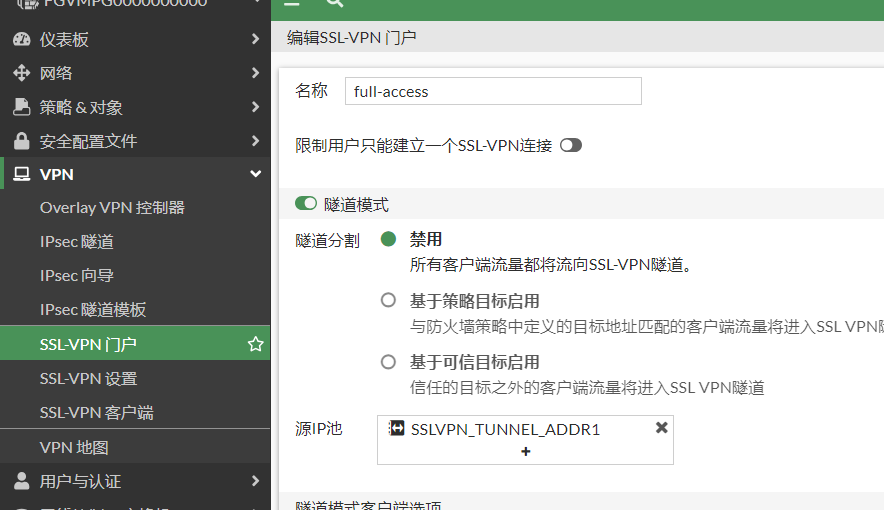 FGVMPG0000000000
仪表板
网络
策略 & 对象
安全配置文件
VPN
Overlay VPN 控制器
IPsec 隧道
IPsec 向导
IPsec 隧道模板
SSL-VPN 门户
SSL-VPN 设置
SSL-VPN 客户端
VPN 地图
用户与认证
编辑SSL-VPN 门户
名称 full-access
限制用户只能建立一个SSL-VPN连接
隧道模式
隧道分割 禁用
所有客户端流量都将流向SSL-VPN隧道。
基于策略目标启用
与防火墙策略中定义的目标地址匹配的客户端流量将进入SSL VPN
基于可信目标启用
信任的目标之外的客户端流量将进入SSL VPN隧道
源IP池 SSLVPN_TUNNEL_ADDR1
隧道模式客户端选项